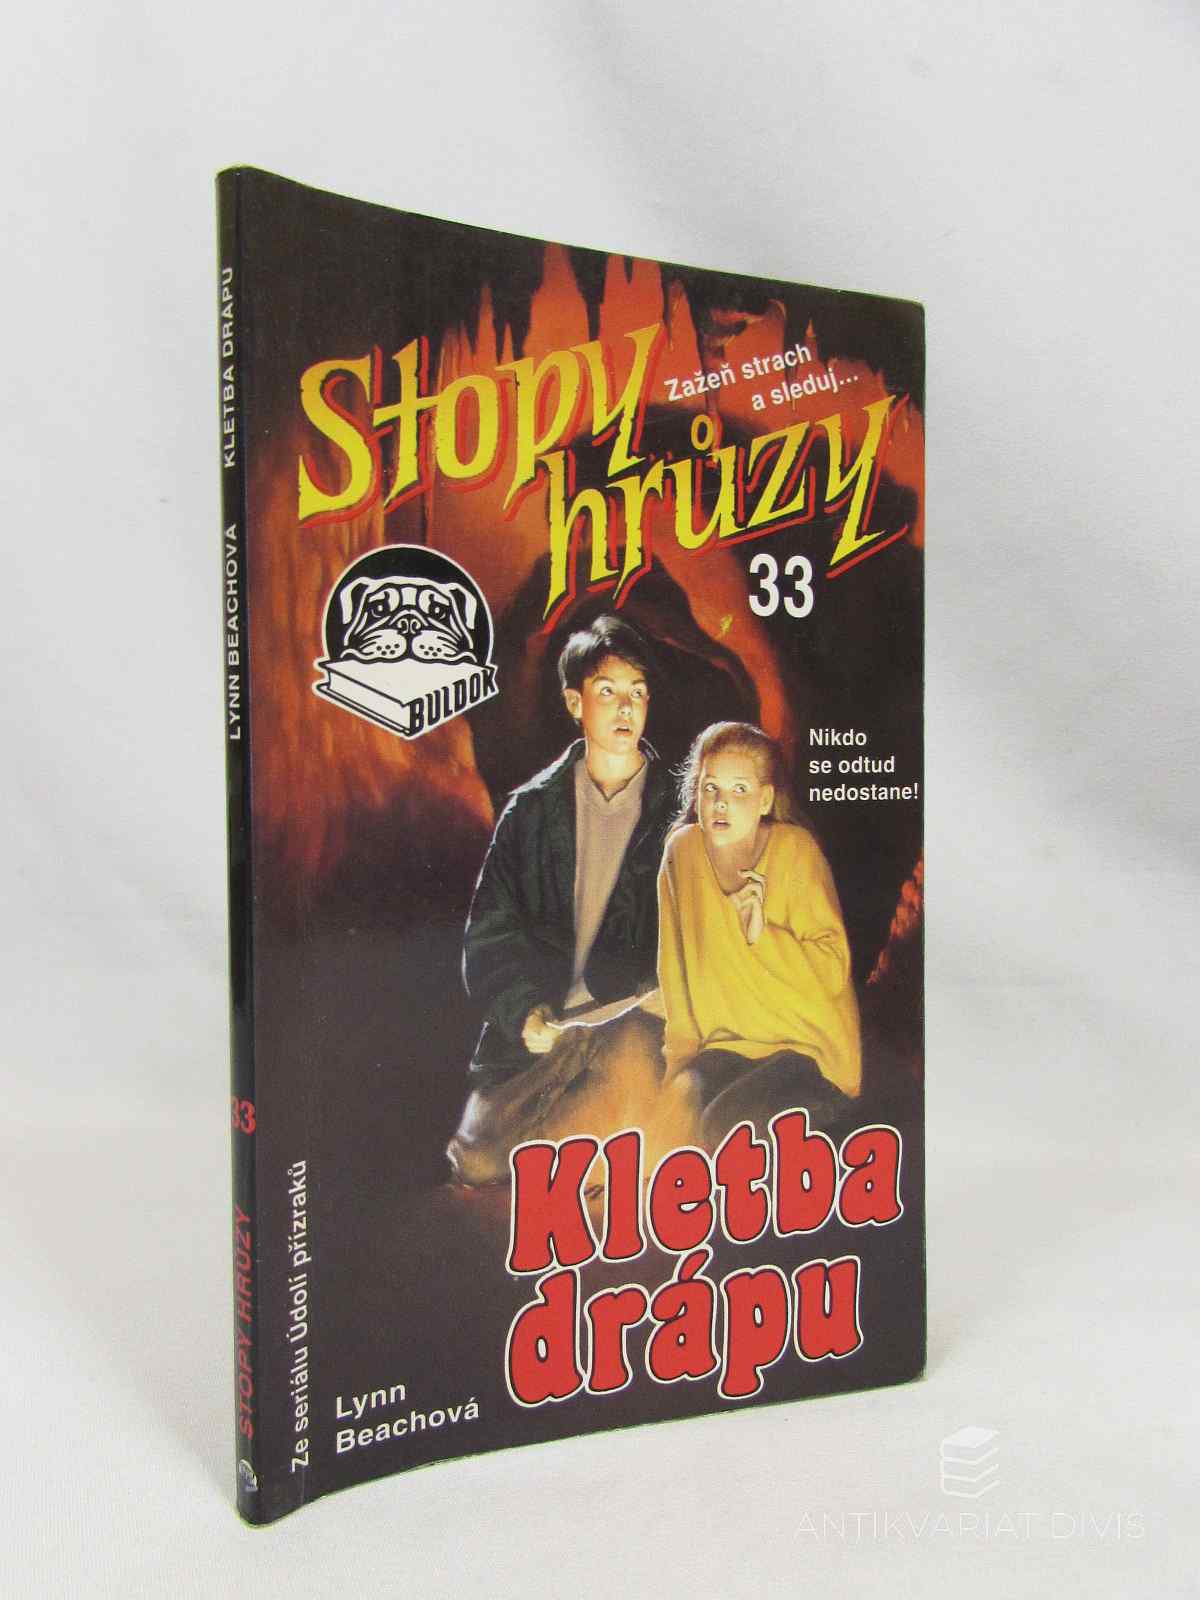 LYNN BEACHOVÁ KLETBA DRÁPU
33
STOPY HRŮZY
Stopy
Zažeň strach
a sleduj...
hrůzy
33
BULDOK
Nikdo
se odtud
nedostane!
Kletba
drápu
Ze seriálu Údolí přízraků
Lynn
Beachová
ANTIKVARIAT DIVIS